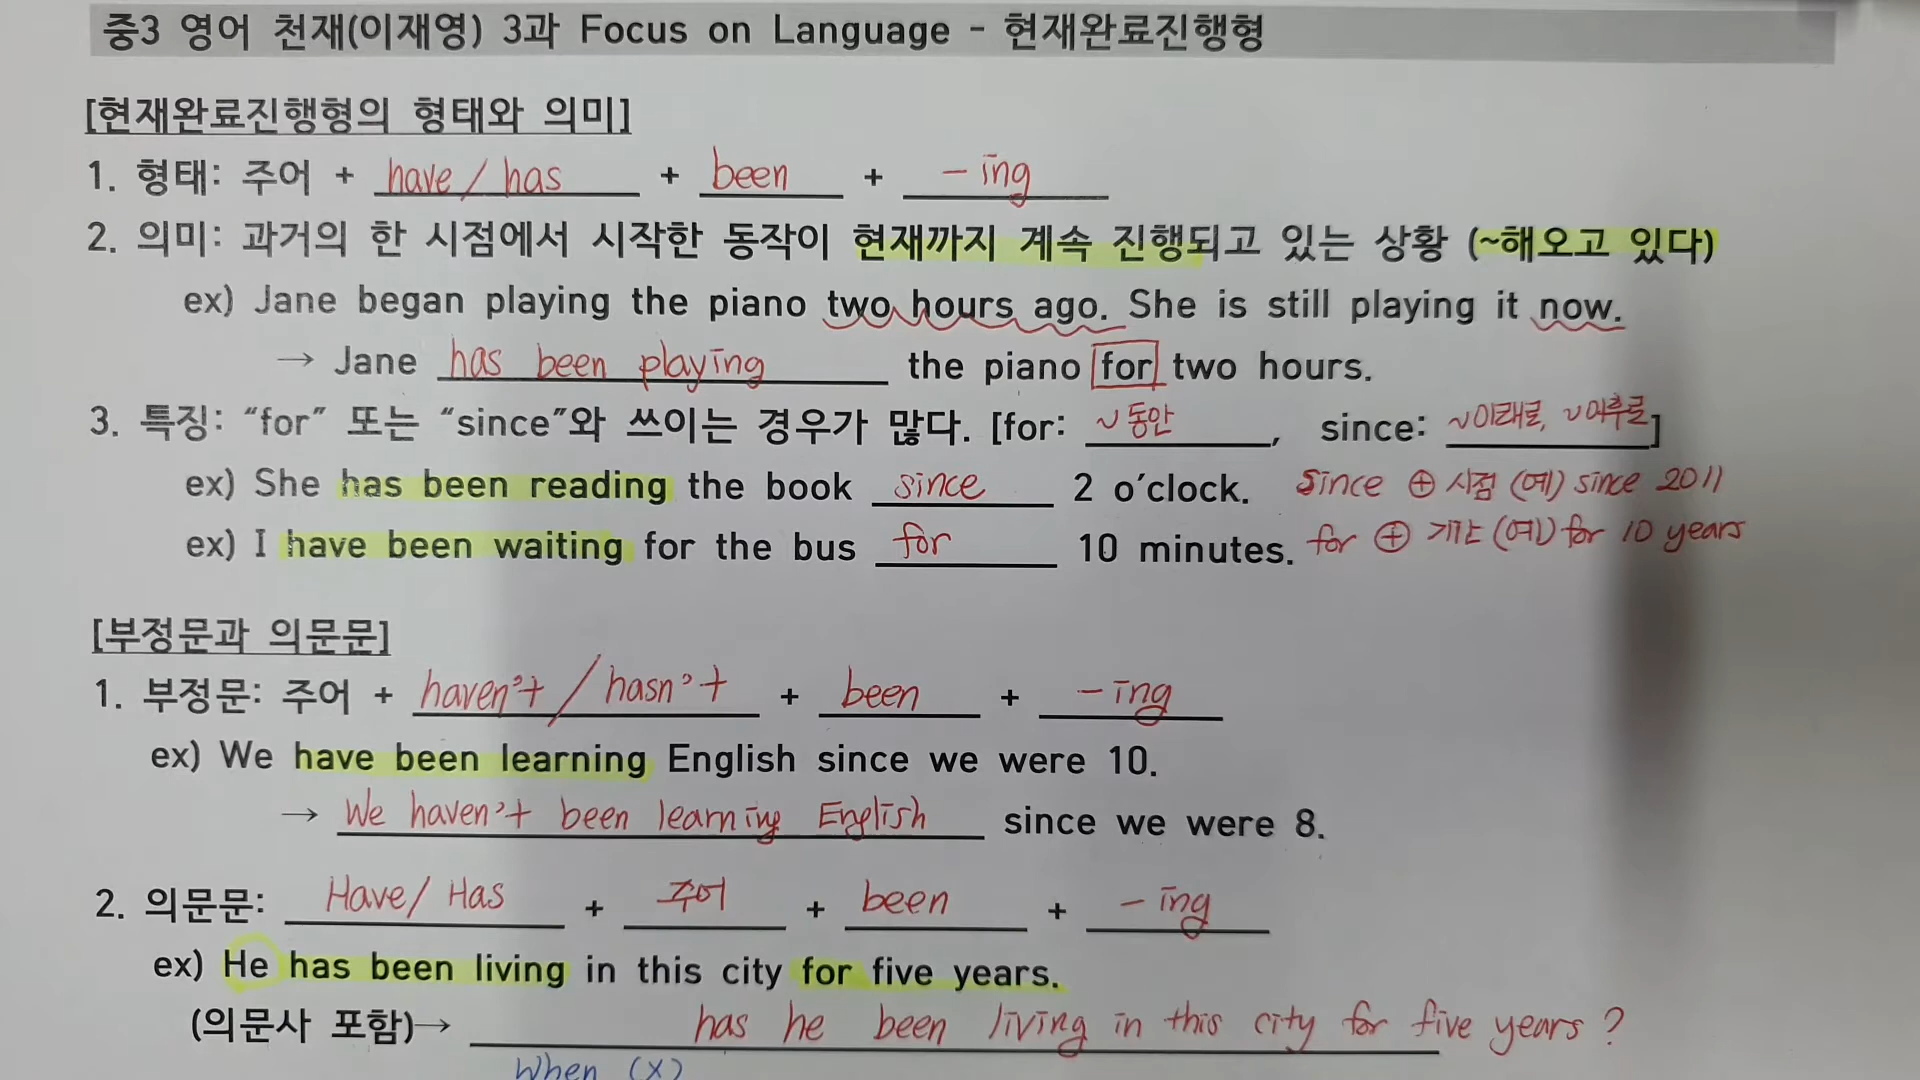 중3 영어 천재(이재영) 3과 Focus on Language - 현재완료진행형
[현재완료진행형의 형태와 의미]
1. 형태: 주어 + have / has + been + - ing
2. 의미: 과거의 한 시점에서 시작한 동작이 현재까지 계속 진행되고 있는 상황 (~해오고 있다)
ex) Jane began playing the piano two hours ago. She is still playing it now.
→ Jane has been playing the piano for two hours.
3. 특징: “for” 또는 “since”와 쓰이는 경우가 많다. [for: ~동안, since: ~이래로, ~이후로]
ex) She has been reading the book since 2 o’clock. Since ⊕ 시점 (예) since 2011
ex) I have been waiting for the bus for 10 minutes. for ⊕ 기간 (예) for 10 years
[부정문과 의문문]
1. 부정문: 주어 + haven't / hasn't + been + - ing
ex) We have been learning English since we were 10.
→ We haven't been learning English since we were 8.
2. 의문문: Have / Has + 주어 + been + - ing
ex) He has been living in this city for five years.
(의문사 포함)→ has he been living in this city for five years ?
When (X)